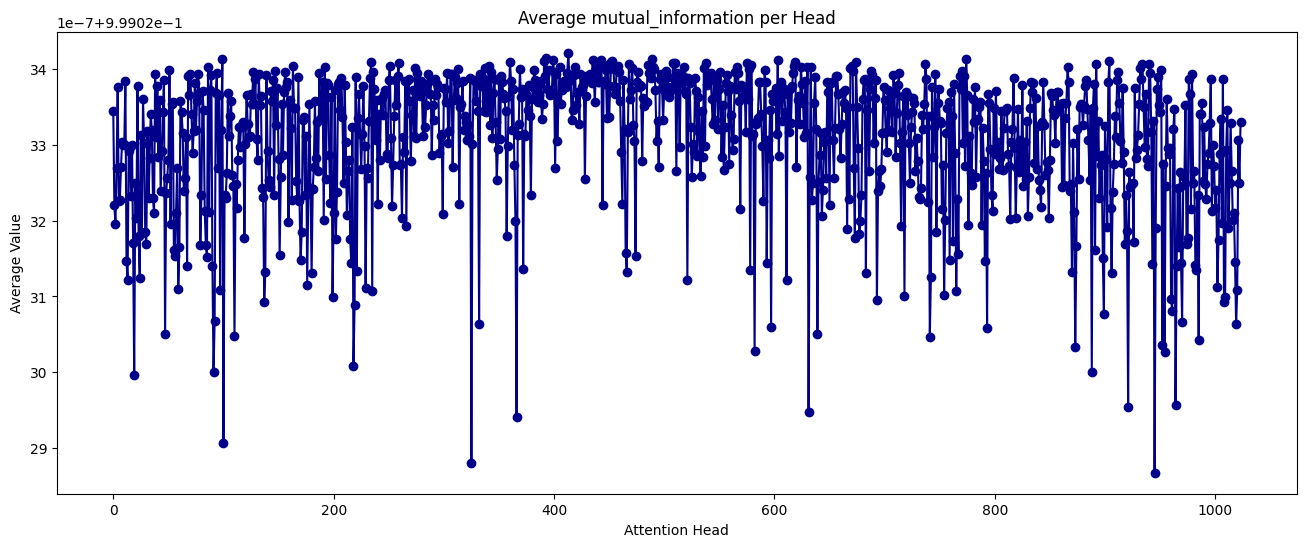 Average mutual_information per Head
1e-7+9.9902e-1
34
33
32
31
30
29
Average Value
0 200 400 600 800 1000
Attention Head